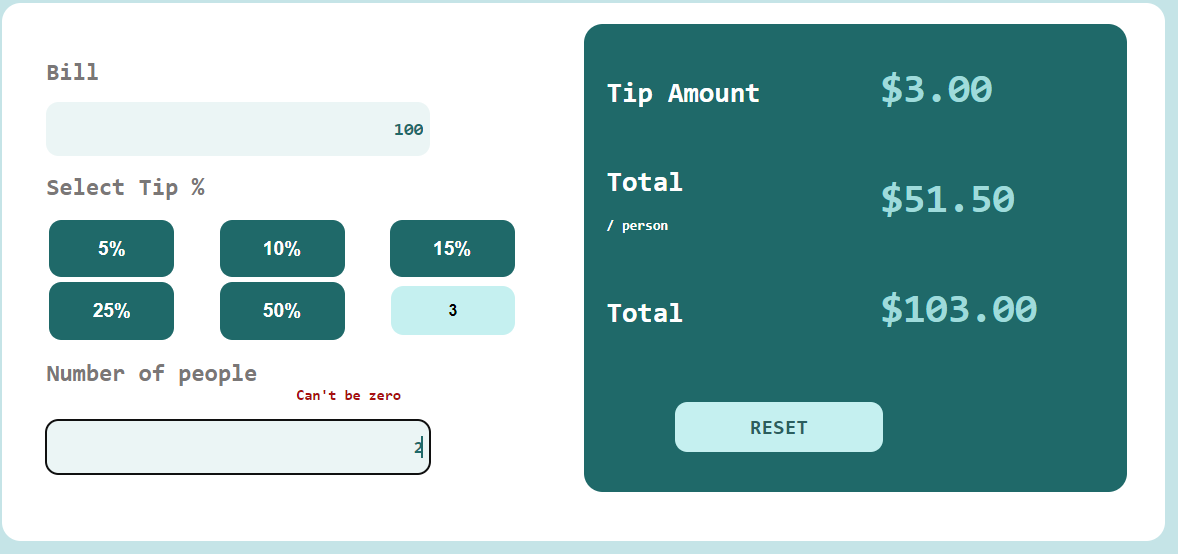 Bill
100
Select Tip %
5% 10% 15%
25% 50% 3
Number of people
Can't be zero
2
Tip Amount $3.00
Total $51.50
/ person
Total $103.00
RESET